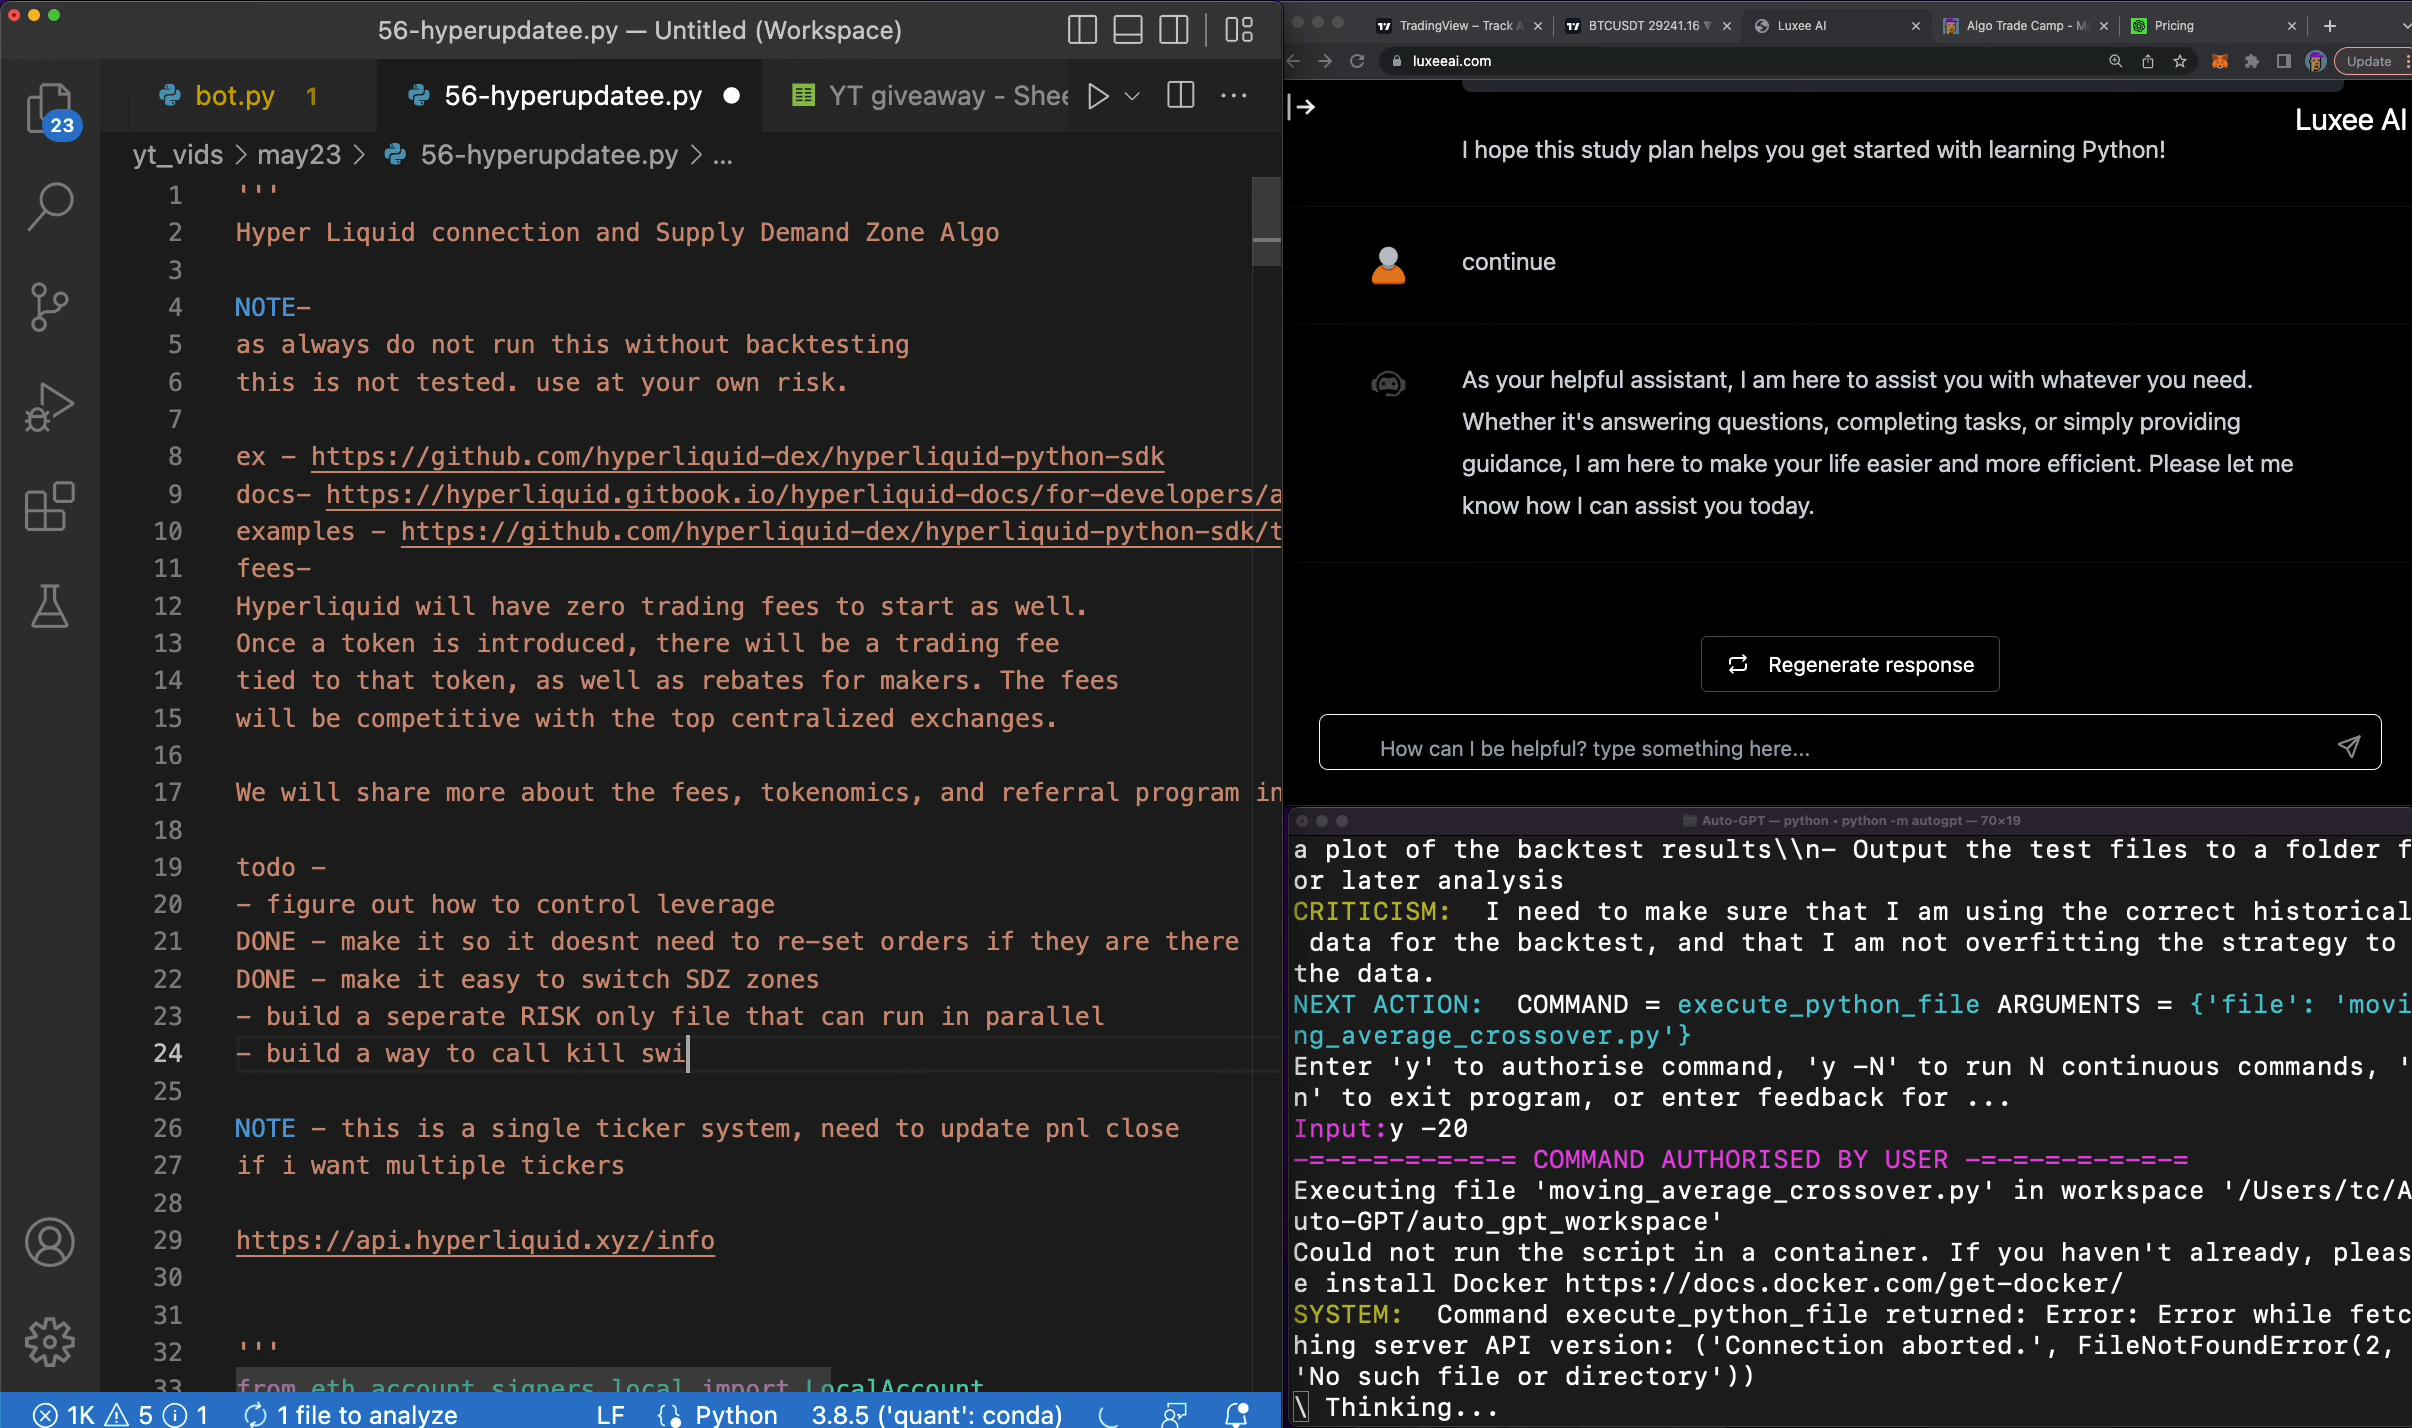 56-hyperupdatee.py — Untitled (Workspace)
bot.py 1
56-hyperupdatee.py
YT giveaway - Shee
yt_vids > may23 > 56-hyperupdatee.py > ...
23
1 '''
2 Hyper Liquid connection and Supply Demand Zone Algo
3
4 NOTE-
5 as always do not run this without backtesting
6 this is not tested. use at your own risk.
7
8 ex - https://github.com/hyperliquid-dex/hyperliquid-python-sdk
9 docs- https://hyperliquid.gitbook.io/hyperliquid-docs/for-developers/a
10 examples - https://github.com/hyperliquid-dex/hyperliquid-python-sdk/t
11 fees-
12 Hyperliquid will have zero trading fees to start as well.
13 Once a token is introduced, there will be a trading fee
14 tied to that token, as well as rebates for makers. The fees
15 will be competitive with the top centralized exchanges.
16
17 We will share more about the fees, tokenomics, and referral program in
18
19 todo -
20 - figure out how to control leverage
21 DONE - make it so it doesnt need to re-set orders if they are there
22 DONE - make it easy to switch SDZ zones
23 - build a seperate RISK only file that can run in parallel
24 - build a way to call kill swi
25
26 NOTE - this is a single ticker system, need to update pnl close
27 if i want multiple tickers
28
29 https://api.hyperliquid.xyz/info
30
31
32 '''
33 from eth_account.signers.local import LocalAccount
1K 5 1 1 file to analyze LF Python 3.8.5 ('quant': conda)
TradingView – Track A
BTCUSDT 29241.16 ▼
Luxee AI
Algo Trade Camp - Ma
Pricing
luxeeai.com
Update
Luxee AI
I hope this study plan helps you get started with learning Python!
continue
As your helpful assistant, I am here to assist you with whatever you need.
Whether it's answering questions, completing tasks, or simply providing
guidance, I am here to make your life easier and more efficient. Please let me
know how I can assist you today.
Regenerate response
How can I be helpful? type something here...
Auto-GPT — python ◂ python -m autogpt — 70×19
a plot of the backtest results\\n- Output the test files to a folder f
or later analysis
CRITICISM:  I need to make sure that I am using the correct historical
 data for the backtest, and that I am not overfitting the strategy to
the data.
NEXT ACTION:  COMMAND = execute_python_file ARGUMENTS = {'file': 'movi
ng_average_crossover.py'}
Enter 'y' to authorise command, 'y -N' to run N continuous commands, '
n' to exit program, or enter feedback for ...
Input:y -20
-=-=-=-=-=-=-= COMMAND AUTHORISED BY USER -=-=-=-=-=-=-=
Executing file 'moving_average_crossover.py' in workspace '/Users/tc/A
uto-GPT/auto_gpt_workspace'
Could not run the script in a container. If you haven't already, pleas
e install Docker https://docs.docker.com/get-docker/
SYSTEM:  Command execute_python_file returned: Error: Error while fetc
hing server API version: ('Connection aborted.', FileNotFoundError(2,
'No such file or directory'))
\ Thinking...